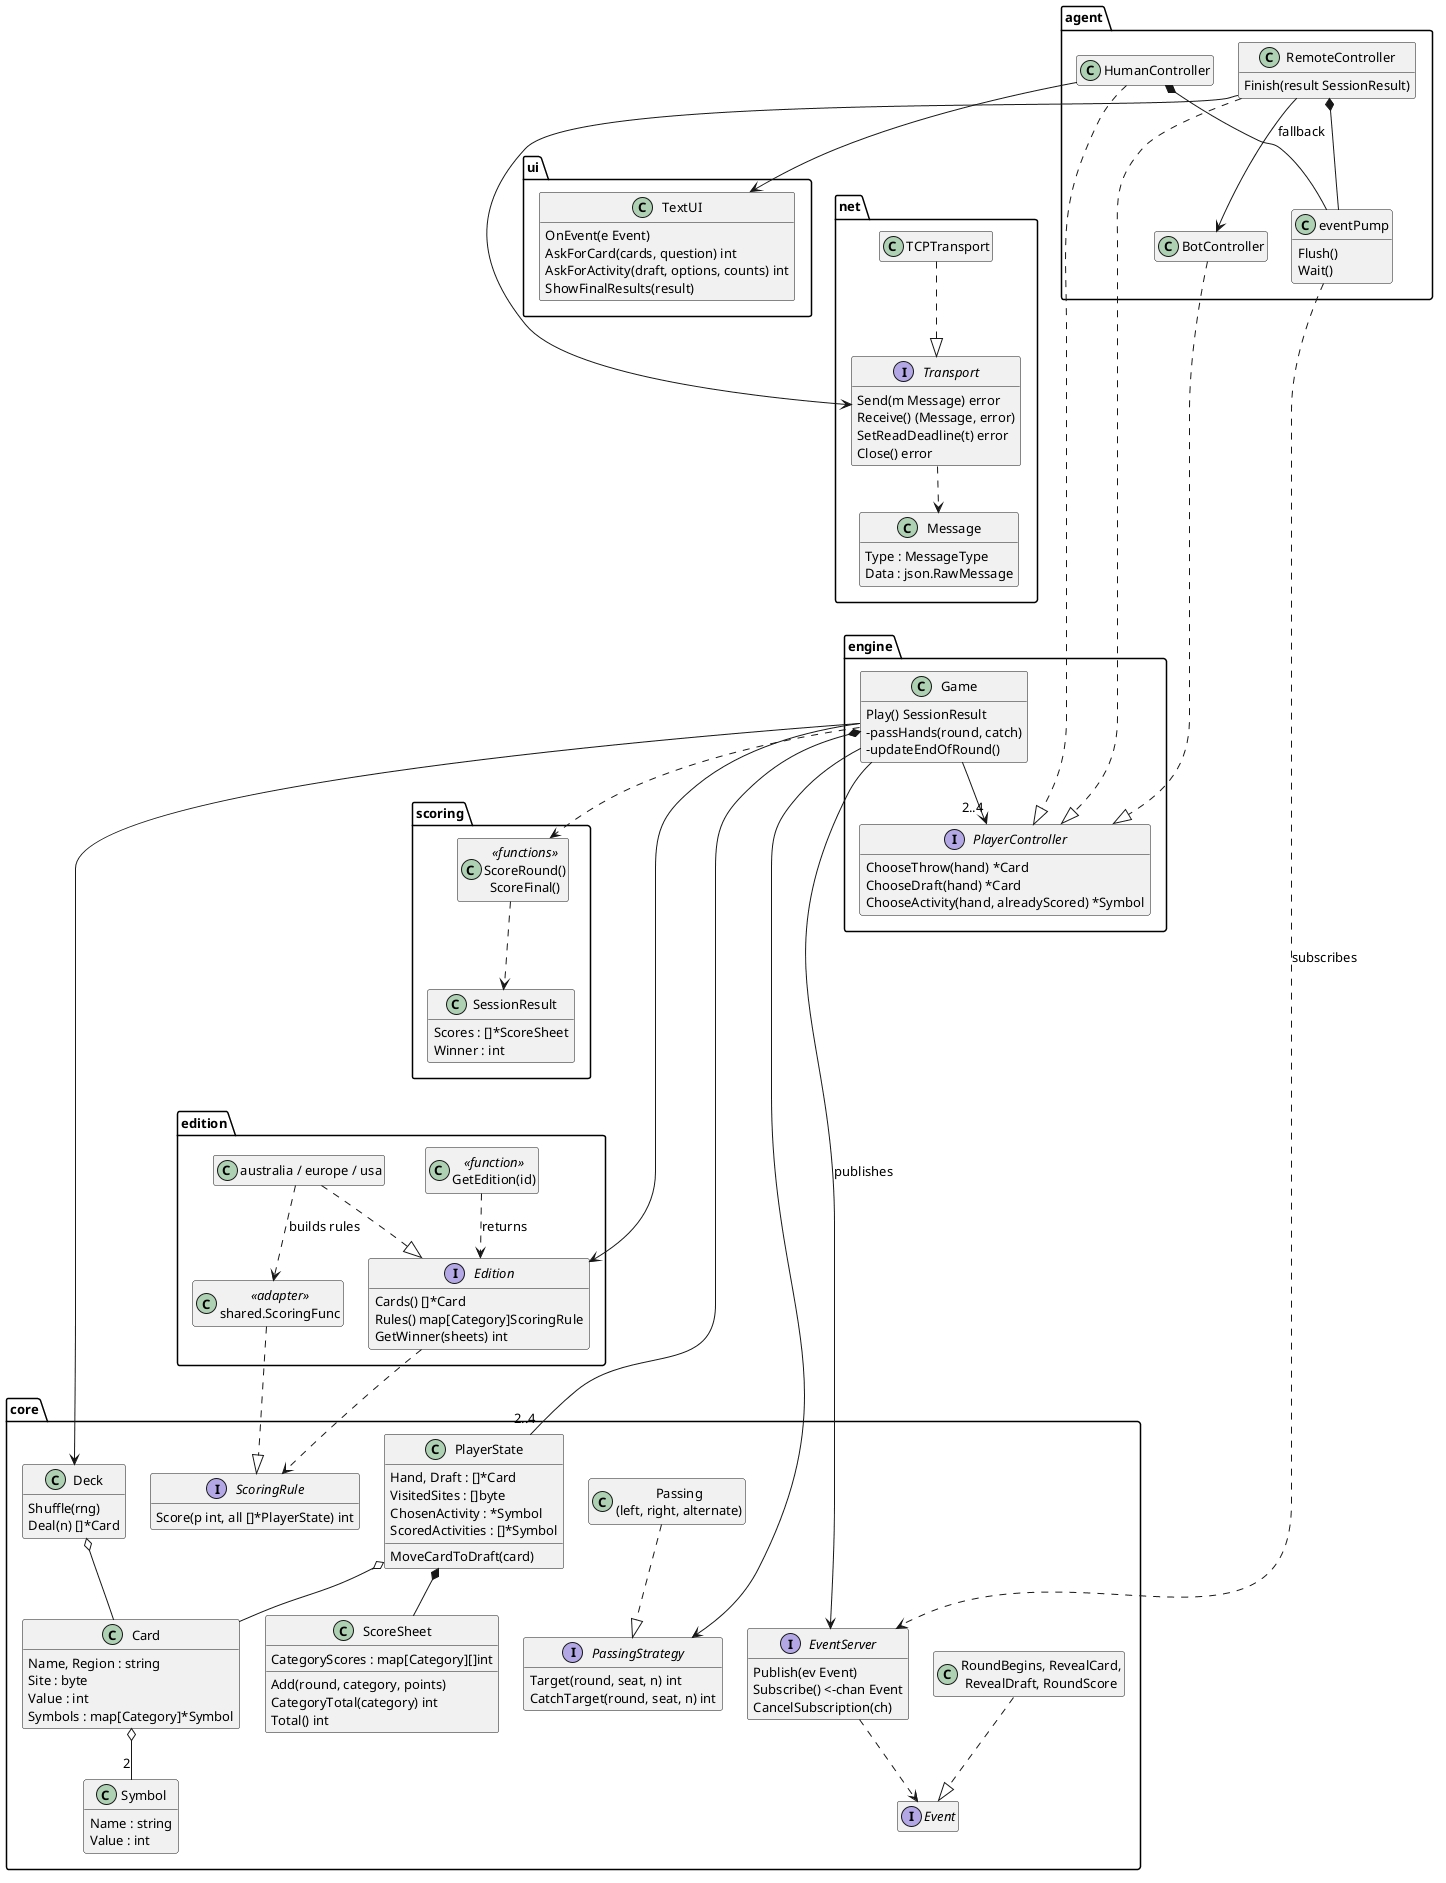 agent
HumanController
RemoteController
Finish(result SessionResult)
fallback
BotController
eventPump
Flush()
Wait()
ui
TextUI
OnEvent(e Event)
AskForCard(cards, question) int
AskForActivity(draft, options, counts) int
ShowFinalResults(result)
net
TCPTransport
Transport
Send(m Message) error
Receive() (Message, error)
SetReadDeadline(t) error
Close() error
Message
Type : MessageType
Data : json.RawMessage
engine
Game
Play() SessionResult
-passHands(round, catch)
-updateEndOfRound()
2..4
PlayerController
ChooseThrow(hand) *Card
ChooseDraft(hand) *Card
ChooseActivity(hand, alreadyScored) *Symbol
scoring
«functions»
ScoreRound()
ScoreFinal()
SessionResult
Scores : []*ScoreSheet
Winner : int
subscribes
publishes
edition
australia / europe / usa
«function»
GetEdition(id)
builds rules
returns
«adapter»
shared.ScoringFunc
Edition
Cards() []*Card
Rules() map[Category]ScoringRule
GetWinner(sheets) int
core
2..4
Deck
Shuffle(rng)
Deal(n) []*Card
ScoringRule
Score(p int, all []*PlayerState) int
PlayerState
Hand, Draft : []*Card
VisitedSites : []byte
ChosenActivity : *Symbol
ScoredActivities : []*Symbol
MoveCardToDraft(card)
Passing
(left, right, alternate)
Card
Name, Region : string
Site : byte
Value : int
Symbols : map[Category]*Symbol
ScoreSheet
CategoryScores : map[Category][]int
Add(round, category, points)
CategoryTotal(category) int
Total() int
PassingStrategy
Target(round, seat, n) int
CatchTarget(round, seat, n) int
EventServer
Publish(ev Event)
Subscribe() <-chan Event
CancelSubscription(ch)
RoundBegins, RevealCard,
RevealDraft, RoundScore
2
Symbol
Name : string
Value : int
Event
C
C
C
C
C
C
I
C
C
I
C
C
C
C
C
I
C
I
C
C
C
C
I
I
C
C
I